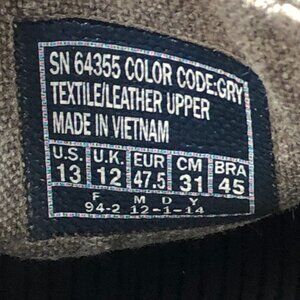 SN 64355 COLOR CODE:GRY
TEXTILE/LEATHER UPPER
MADE IN VIETNAM
U.S. U.K. EUR CM BRA
13 12 47.5 31 45
F M D Y
94-2 12-1-14